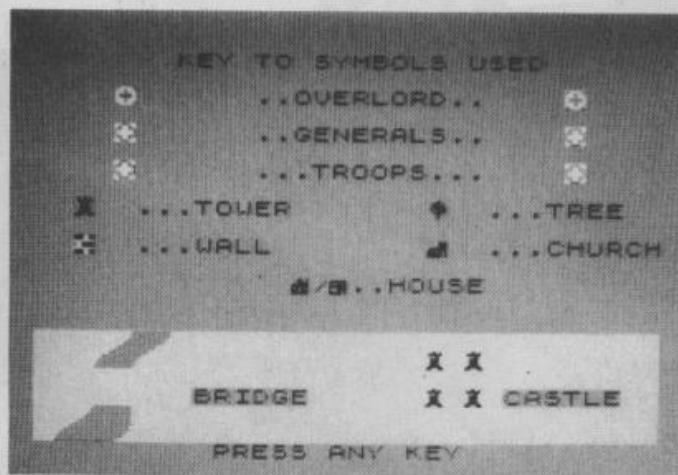 KEY TO SYMBOLS USED
..OVERLORD..
..GENERALS..
...TROOPS...
...TOWER ...TREE
...WALL ...CHURCH
/ ..HOUSE
BRIDGE CASTLE
PRESS ANY KEY